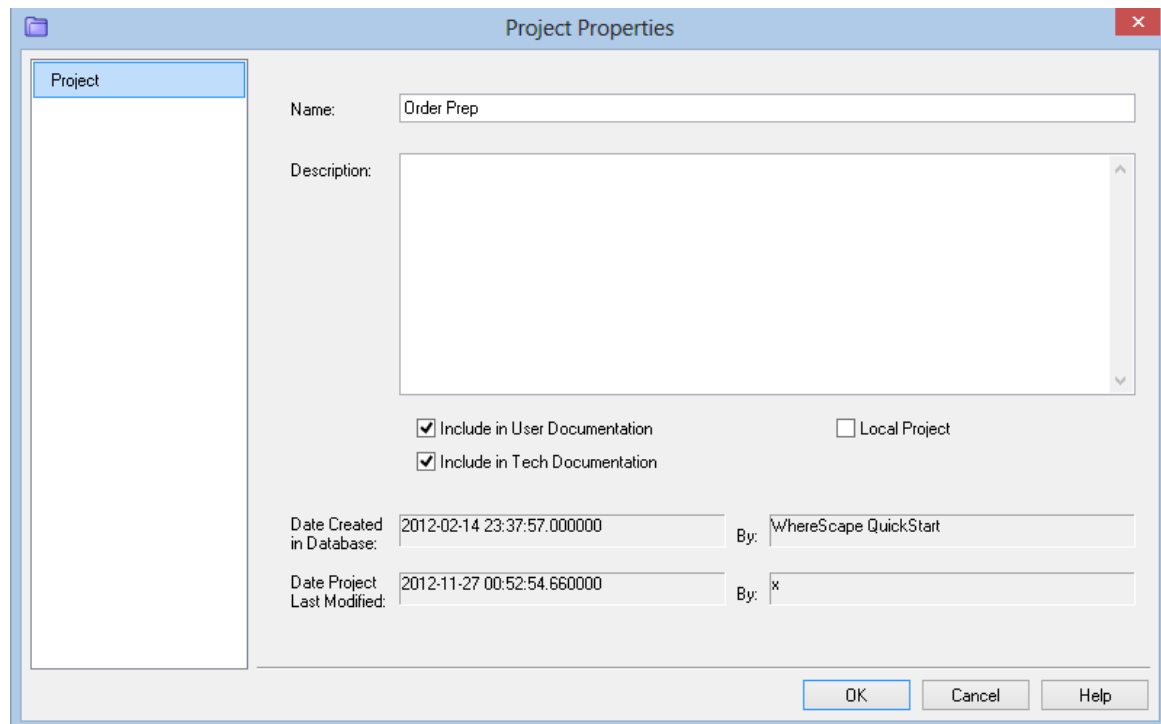 Project Properties
Project
Name: Order Prep
Description:
Include in User Documentation Local Project
Include in Tech Documentation
Date Created
in Database: 2012-02-14 23:37:57.000000 By: WhereScape QuickStart
Date Project
Last Modified: 2012-11-27 00:52:54.660000 By: x
OK Cancel Help